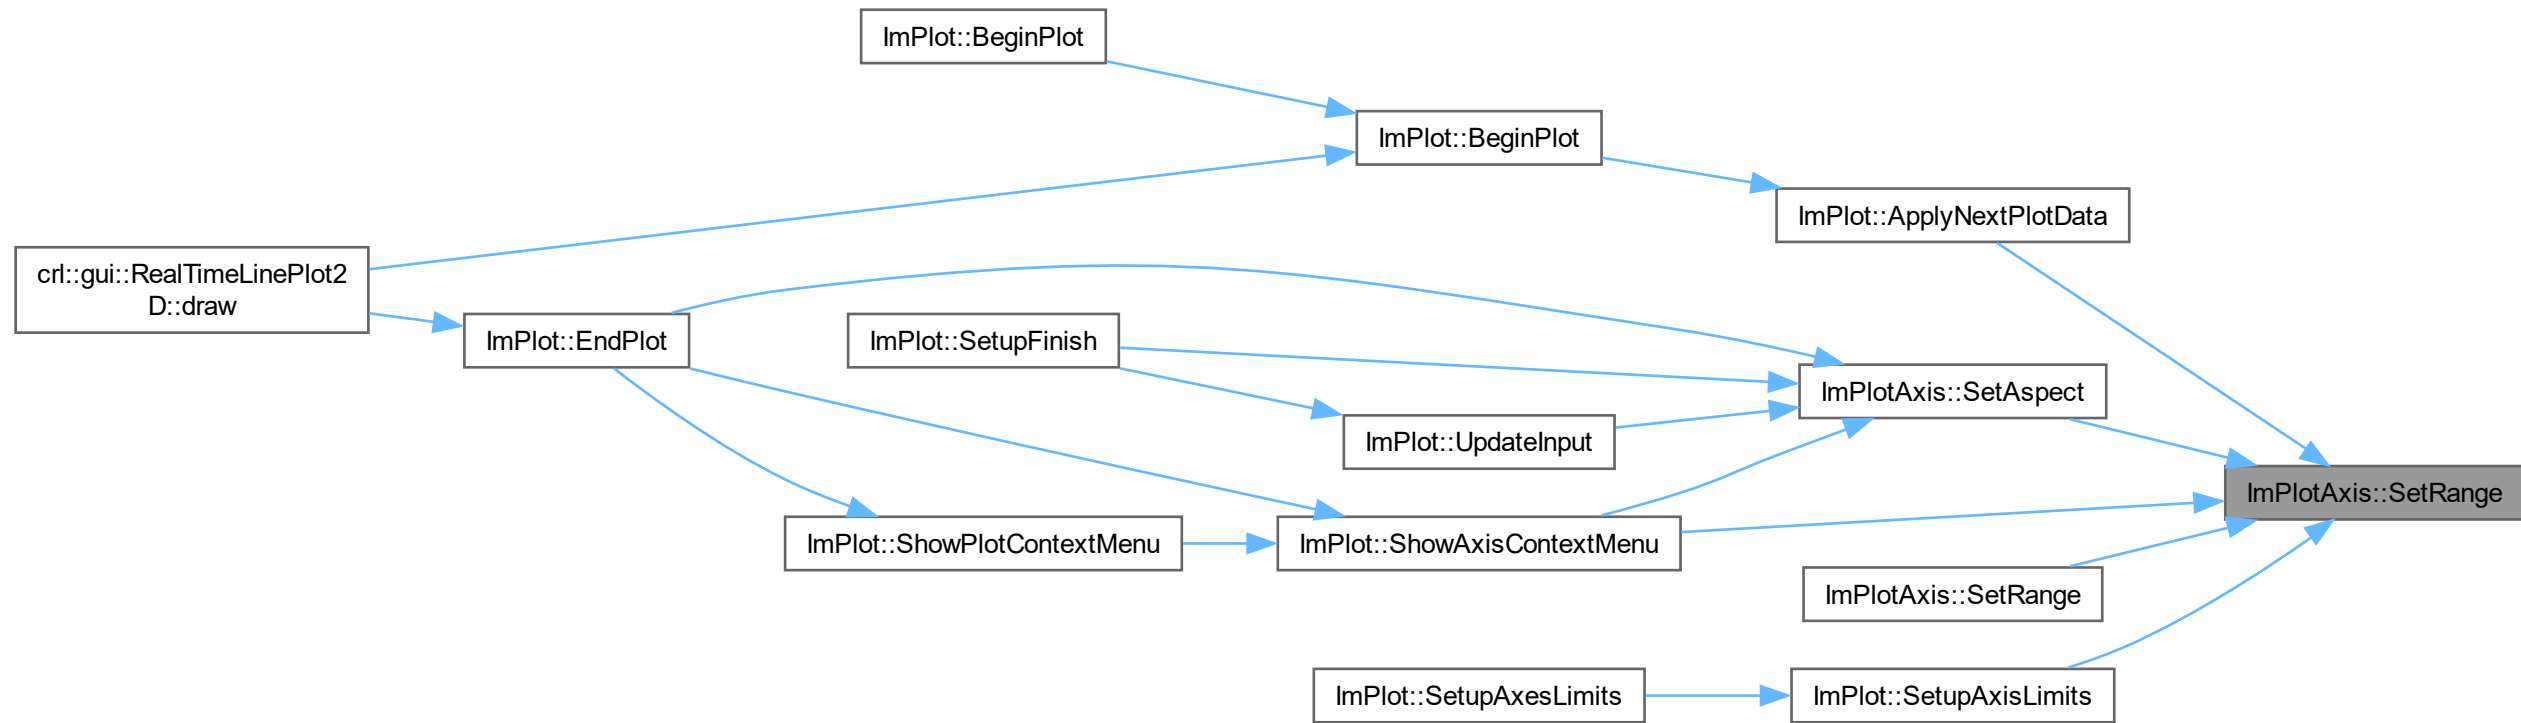 ImPlot::BeginPlot
ImPlot::BeginPlot
ImPlot::ApplyNextPlotData
crl::gui::RealTimeLinePlot2
D::draw
ImPlot::EndPlot
ImPlot::SetupFinish
ImPlotAxis::SetAspect
ImPlot::UpdateInput
ImPlotAxis::SetRange
ImPlot::ShowPlotContextMenu
ImPlot::ShowAxisContextMenu
ImPlotAxis::SetRange
ImPlot::SetupAxesLimits
ImPlot::SetupAxisLimits